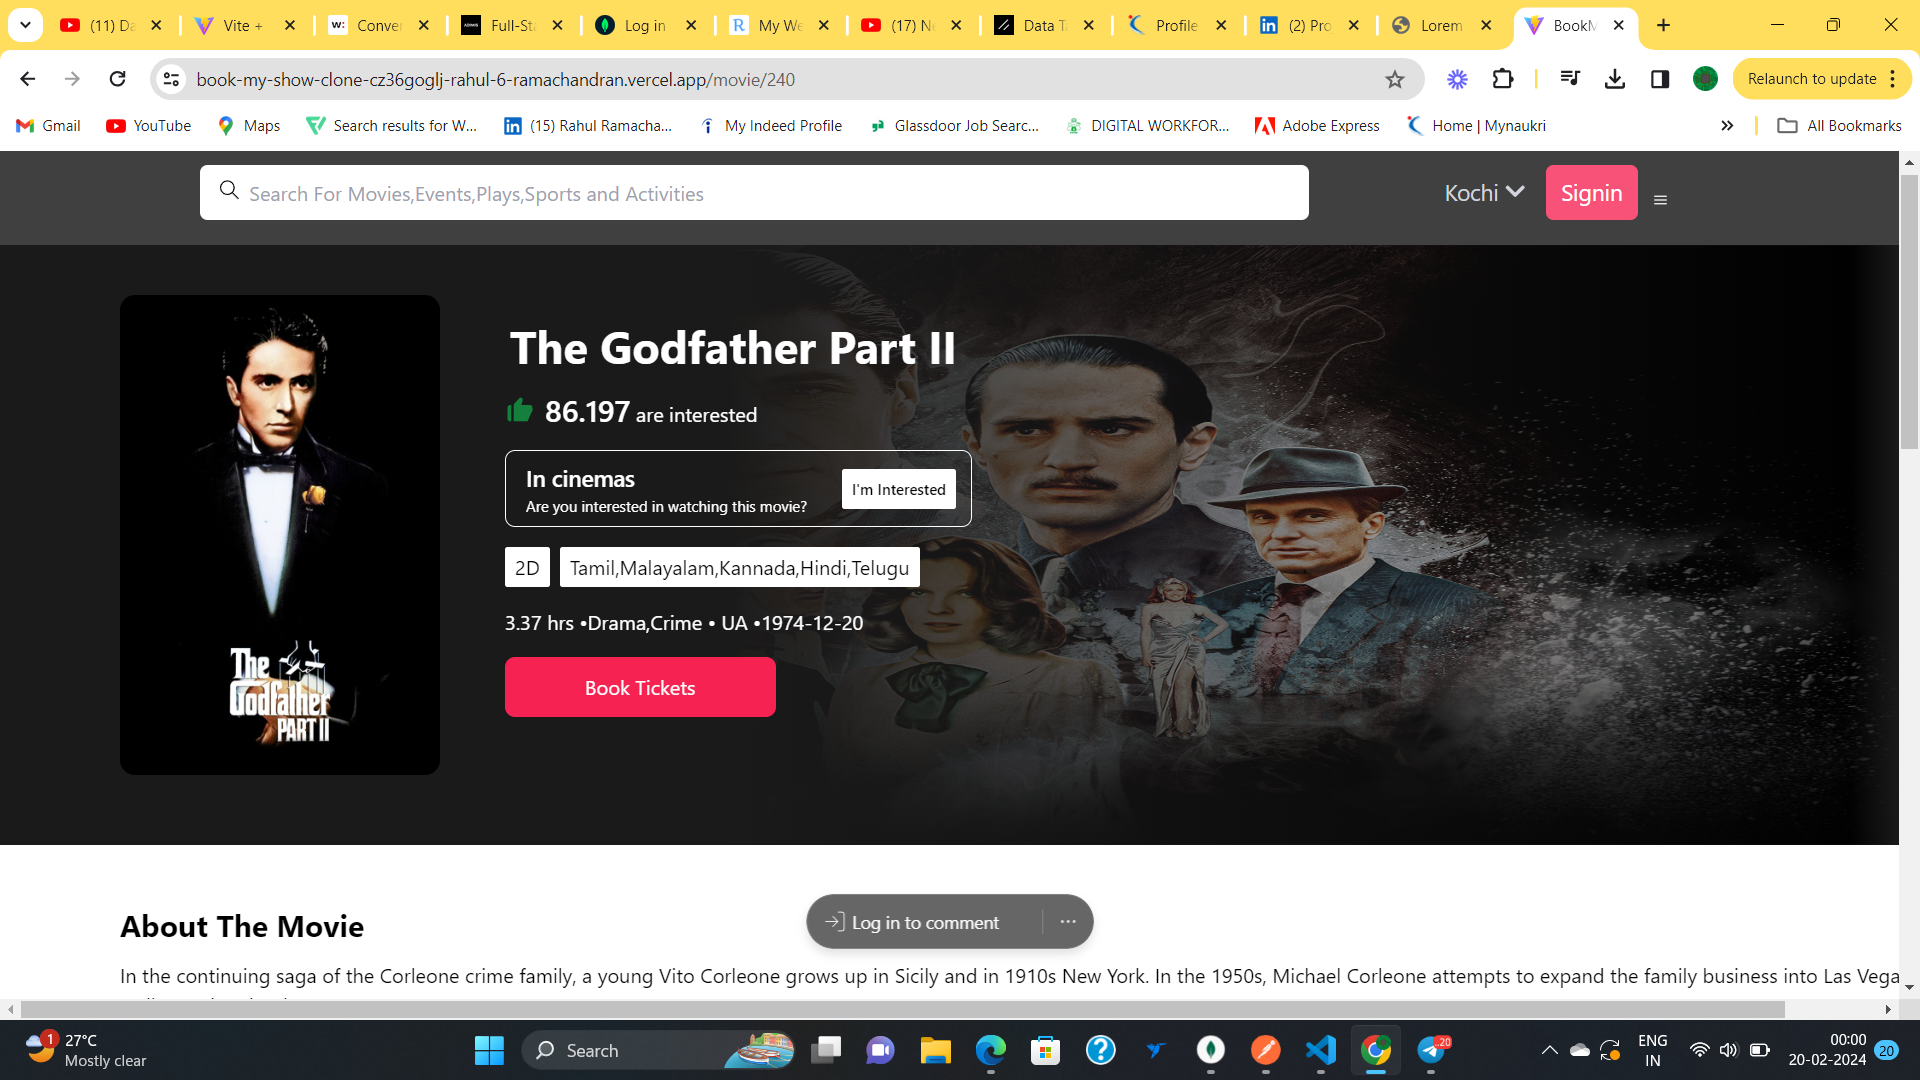 (11) Da
Vite +
Conver
Full-Sta
Log in
My We
(17) Ne
Data Ta
Profile
(2) Pro
Lorem
BookM
book-my-show-clone-cz36goglj-rahul-6-ramachandran.vercel.app/movie/240
Relaunch to update
Gmail
YouTube
Maps
Search results for W...
(15) Rahul Ramacha...
My Indeed Profile
Glassdoor Job Searc...
DIGITAL WORKFOR...
Adobe Express
Home | Mynaukri
All Bookmarks
Search For Movies,Events,Plays,Sports and Activities
Kochi
Signin
The Godfather Part II
86.197 are interested
In cinemas
Are you interested in watching this movie?
I'm Interested
2D
Tamil,Malayalam,Kannada,Hindi,Telugu
3.37 hrs •Drama,Crime • UA •1974-12-20
Book Tickets
The
Godfather
PART II
About The Movie
Log in to comment
In the continuing saga of the Corleone crime family, a young Vito Corleone grows up in Sicily and in 1910s New York. In the 1950s, Michael Corleone attempts to expand the family business into Las Vega
1
27°C
Mostly clear
Search
20
ENG
IN
00:00
20-02-2024
20